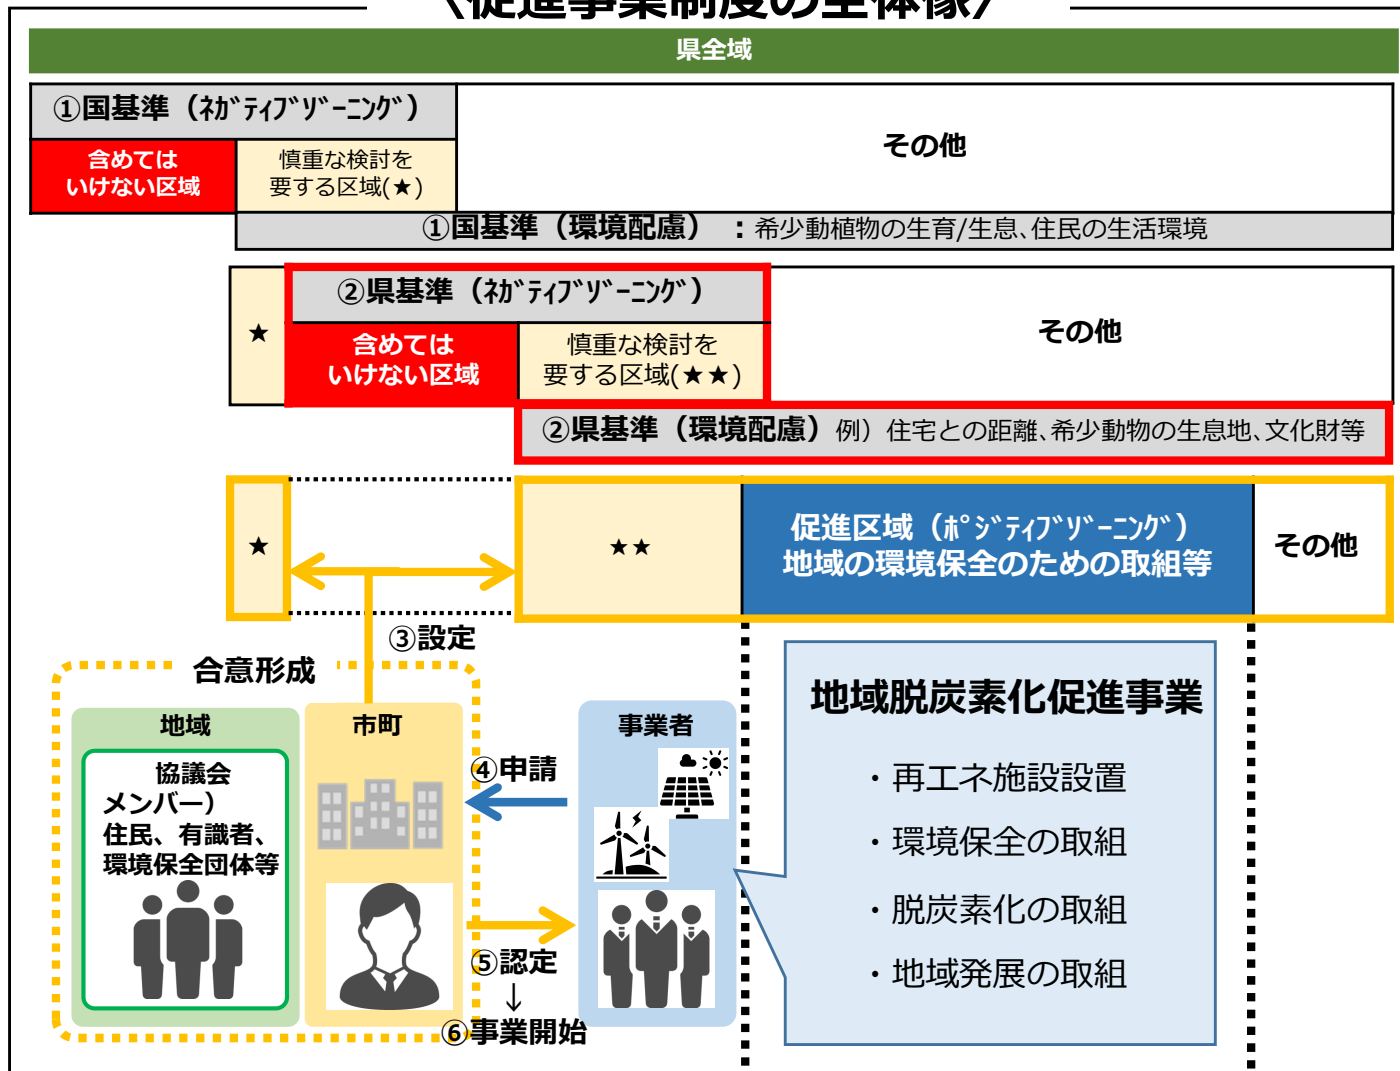 〈促進事業制度の全体像〉
県全域
①国基準（ﾈｶﾞﾃｨﾌﾞｿﾞｰﾆﾝｸﾞ）
含めては
いけない区域
慎重な検討を
要する区域(★)
その他
①国基準（環境配慮）：希少動植物の生育/生息、住民の生活環境
★
②県基準（ﾈｶﾞﾃｨﾌﾞｿﾞｰﾆﾝｸﾞ）
含めては
いけない区域
慎重な検討を
要する区域(★★)
その他
②県基準（環境配慮）例）住宅との距離、希少動物の生息地、文化財等
★
★★
促進区域（ﾎﾟｼﾞﾃｨﾌﾞｿﾞｰﾆﾝｸﾞ）
地域の環境保全のための取組等
その他
③設定
合意形成
地域
協議会
メンバー）
住民、有識者、
環境保全団体等
市町
④申請
⑤認定
↓
⑥事業開始
事業者
地域脱炭素化促進事業
・再エネ施設設置
・環境保全の取組
・脱炭素化の取組
・地域発展の取組